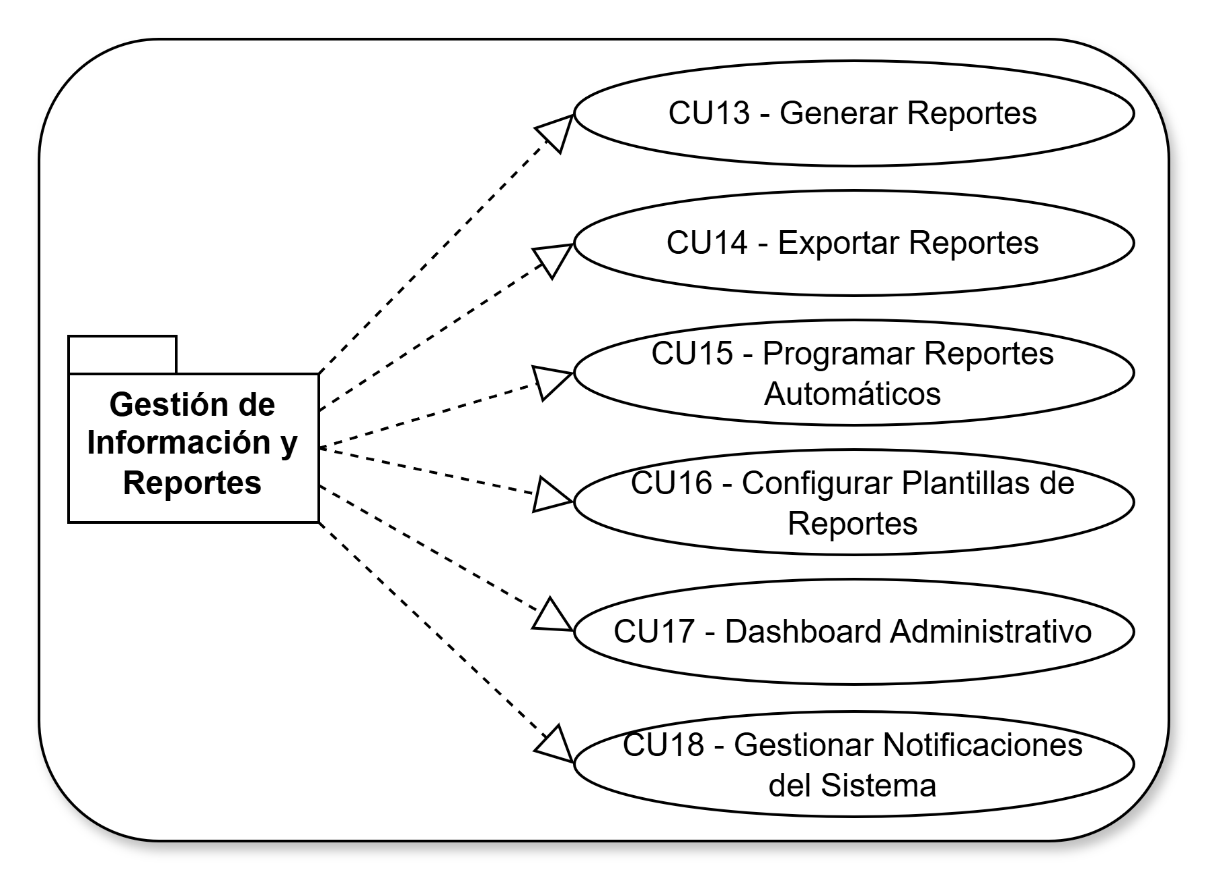 CU13 - Generar Reportes
CU14 - Exportar Reportes
CU15 - Programar Reportes
Automáticos
Gestión de
Información y
Reportes
CU16 - Configurar Plantillas de
Reportes
CU17 - Dashboard Administrativo
CU18 - Gestionar Notificaciones
del Sistema